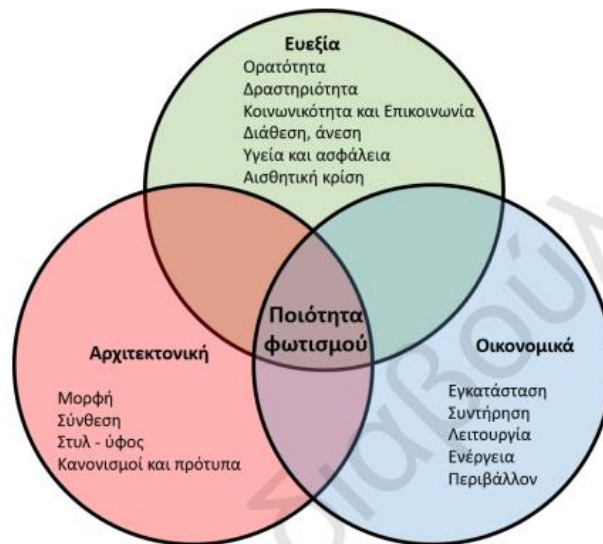 Ευεξία
Ορατότητα
Δραστηριότητα
Κοινωνικότητα και Επικοινωνία
Διάθεση, άνεση
Υγεία και ασφάλεια
Αισθητική κρίση
Ποιότητα
φωτισμού
Αρχιτεκτονική
Μορφή
Σύνθεση
Στυλ - ύφος
Κανονισμοί και πρότυπα
Οικονομικά
Εγκατάσταση
Συντήρηση
Λειτουργία
Ενέργεια
Περιβάλλον